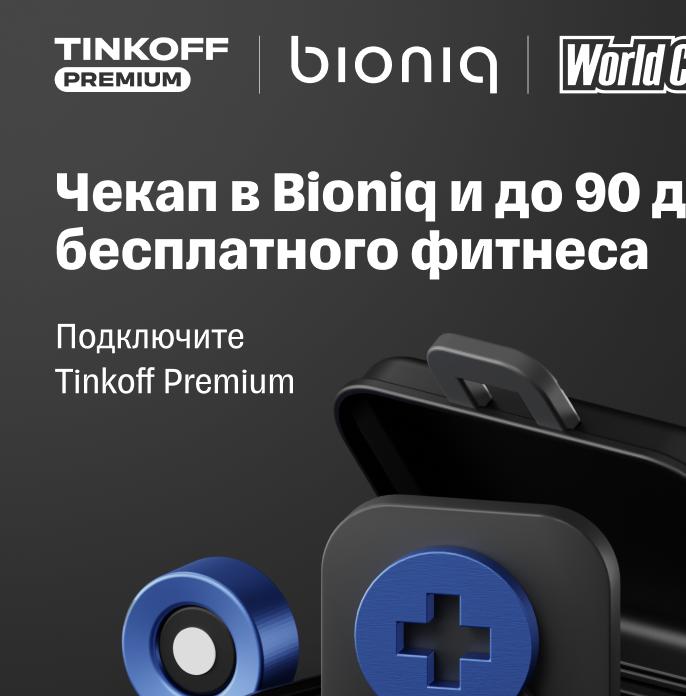 TINKOFF
PREMIUM
bioniq
World C
Чекап в Bioniq и до 90 д
бесплатного фитнеса
Подключите
Tinkoff Premium